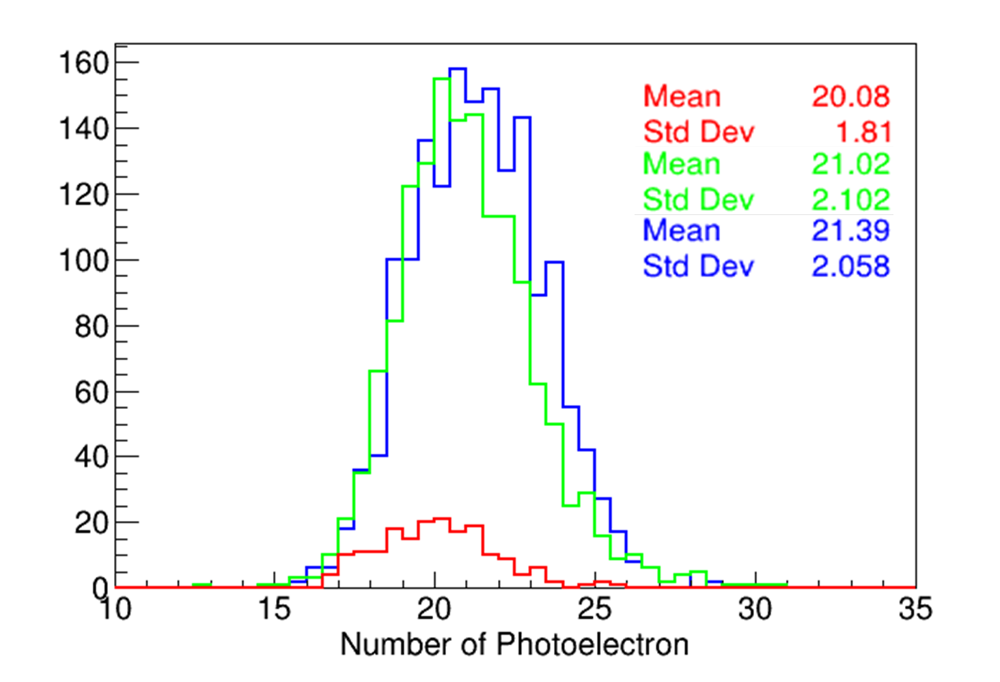 160
140
120
100
80
60
40
20
0
Mean 20.08
Std Dev 1.81
Mean 21.02
Std Dev 2.102
Mean 21.39
Std Dev 2.058
10 15 20 25 30 35
Number of Photoelectron